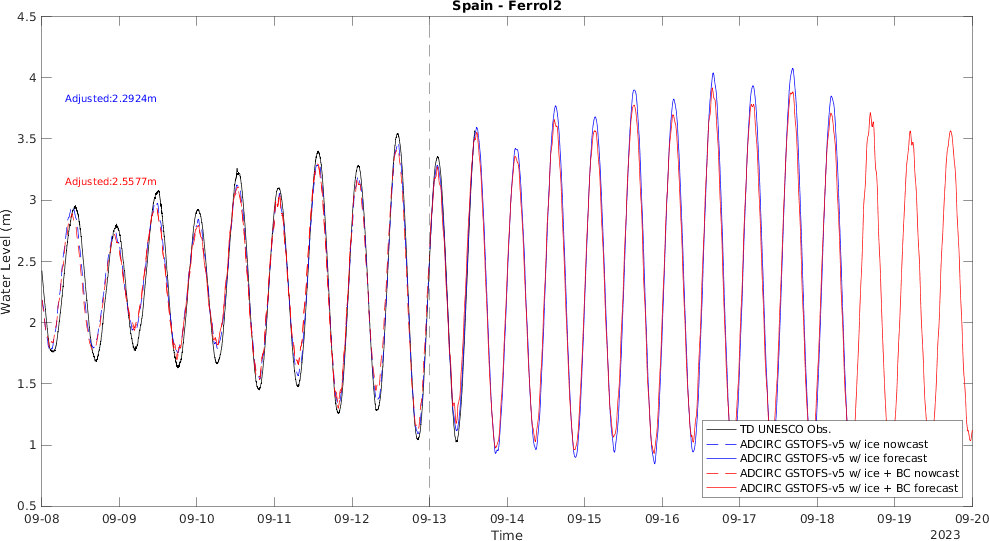 Spain - Ferrol2
4.5
4
3.5
3
2.5
2
1.5
1
0.5
Water Level (m)
Adjusted:2.2924m
Adjusted:2.5577m
TD UNESCO Obs.
ADCIRC GSTOFS-v5 w/ ice nowcast
ADCIRC GSTOFS-v5 w/ ice forecast
ADCIRC GSTOFS-v5 w/ ice + BC nowcast
ADCIRC GSTOFS-v5 w/ ice + BC forecast
09-08 09-09 09-10 09-11 09-12 09-13 09-14 09-15 09-16 09-17 09-18 09-19 09-20
Time
2023